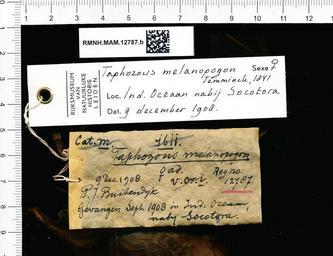 RMNH.MAM.12787.b
RIJKSMUSEUM
VAN
NATUURLIJKE
HISTORIE
LEIDEN
Taphozous melanopogon Sexe ♀
Temminck, 1841
Loc. Ind. Oceaan nabij Socotora
Dat. 9 december 1908.
Cat. m. 1611.
Taphozous melanopogon
9 Dec. 1908 ♀ ad. Reg. no.
12787.
P. J. Buitendijk
Gevangen Sept. 1908 in Ind. Oceaan,
nabij Socotora.